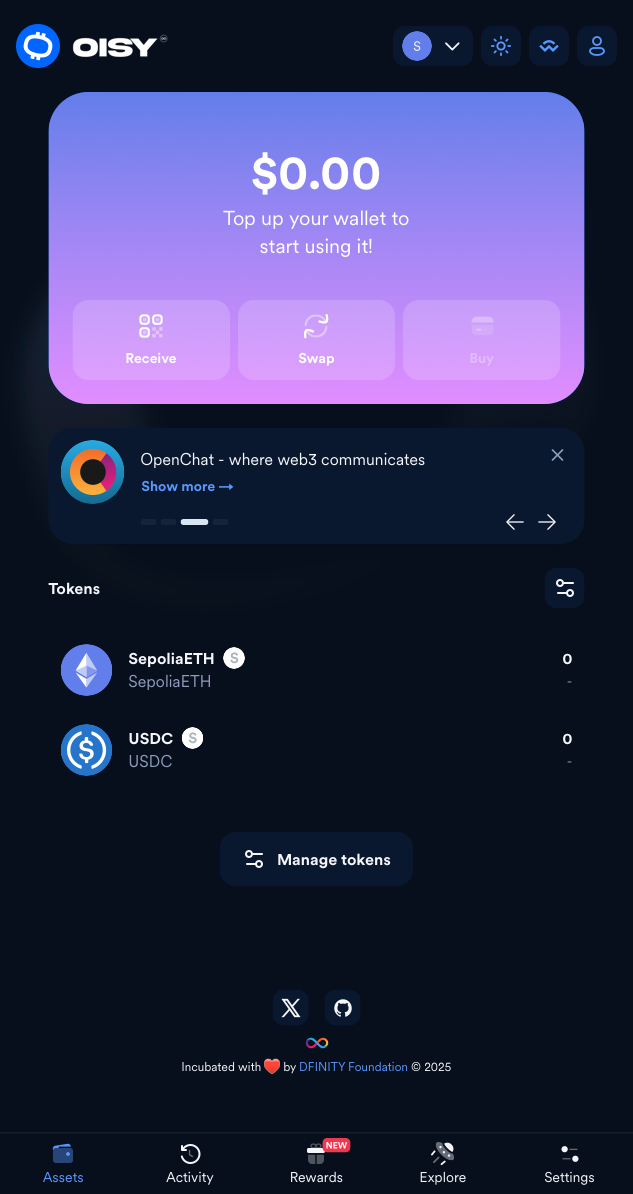 OISY
S
$0.00
Top up your wallet to
start using it!
Receive
Swap
Buy
OpenChat - where web3 communicates
Show more →
Tokens
SepoliaETH S
0
SepoliaETH
-
USDC S
0
USDC
-
Manage tokens
Incubated with ❤️ by DFINITY Foundation © 2025
NEW
Assets
Activity
Rewards
Explore
Settings